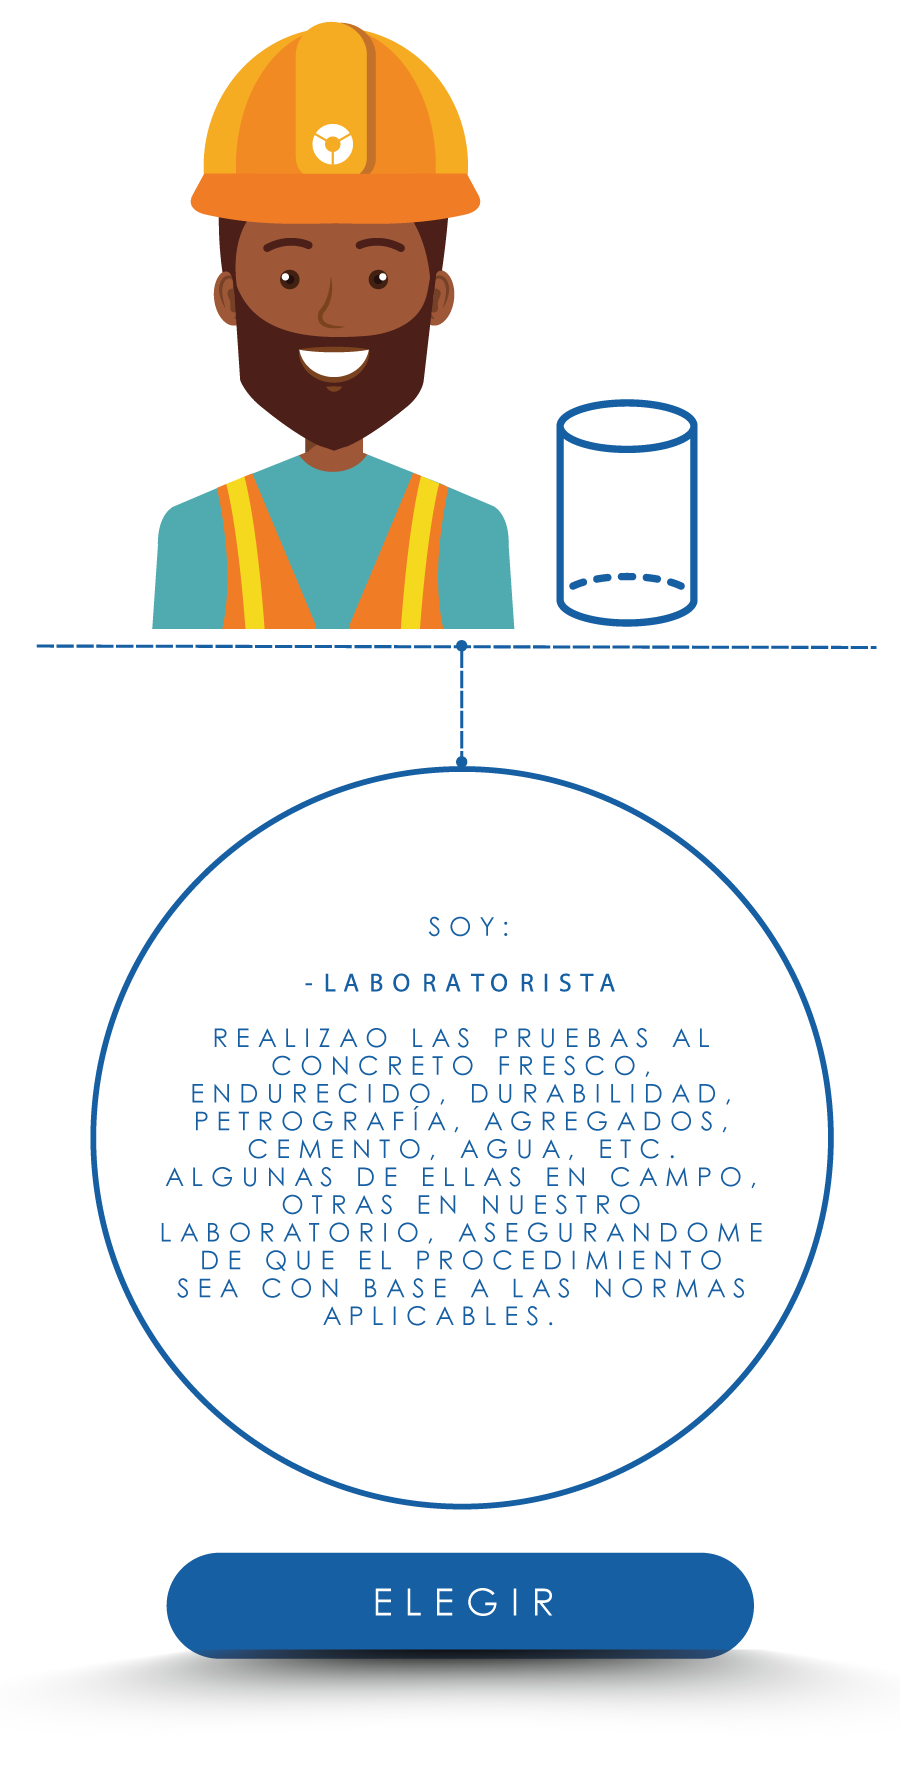 SOY:
-LABORATORISTA
REALIZAO LAS PRUEBAS AL
CONCRETO FRESCO,
ENDURECIDO, DURABILIDAD,
PETROGRAFÍA, AGREGADOS,
CEMENTO, AGUA, ETC.
ALGUNAS DE ELLAS EN CAMPO,
OTRAS EN NUESTRO
LABORATORIO, ASEGURANDOME
DE QUE EL PROCEDIMIENTO
SEA CON BASE A LAS NORMAS
APLICABLES.
ELEGIR